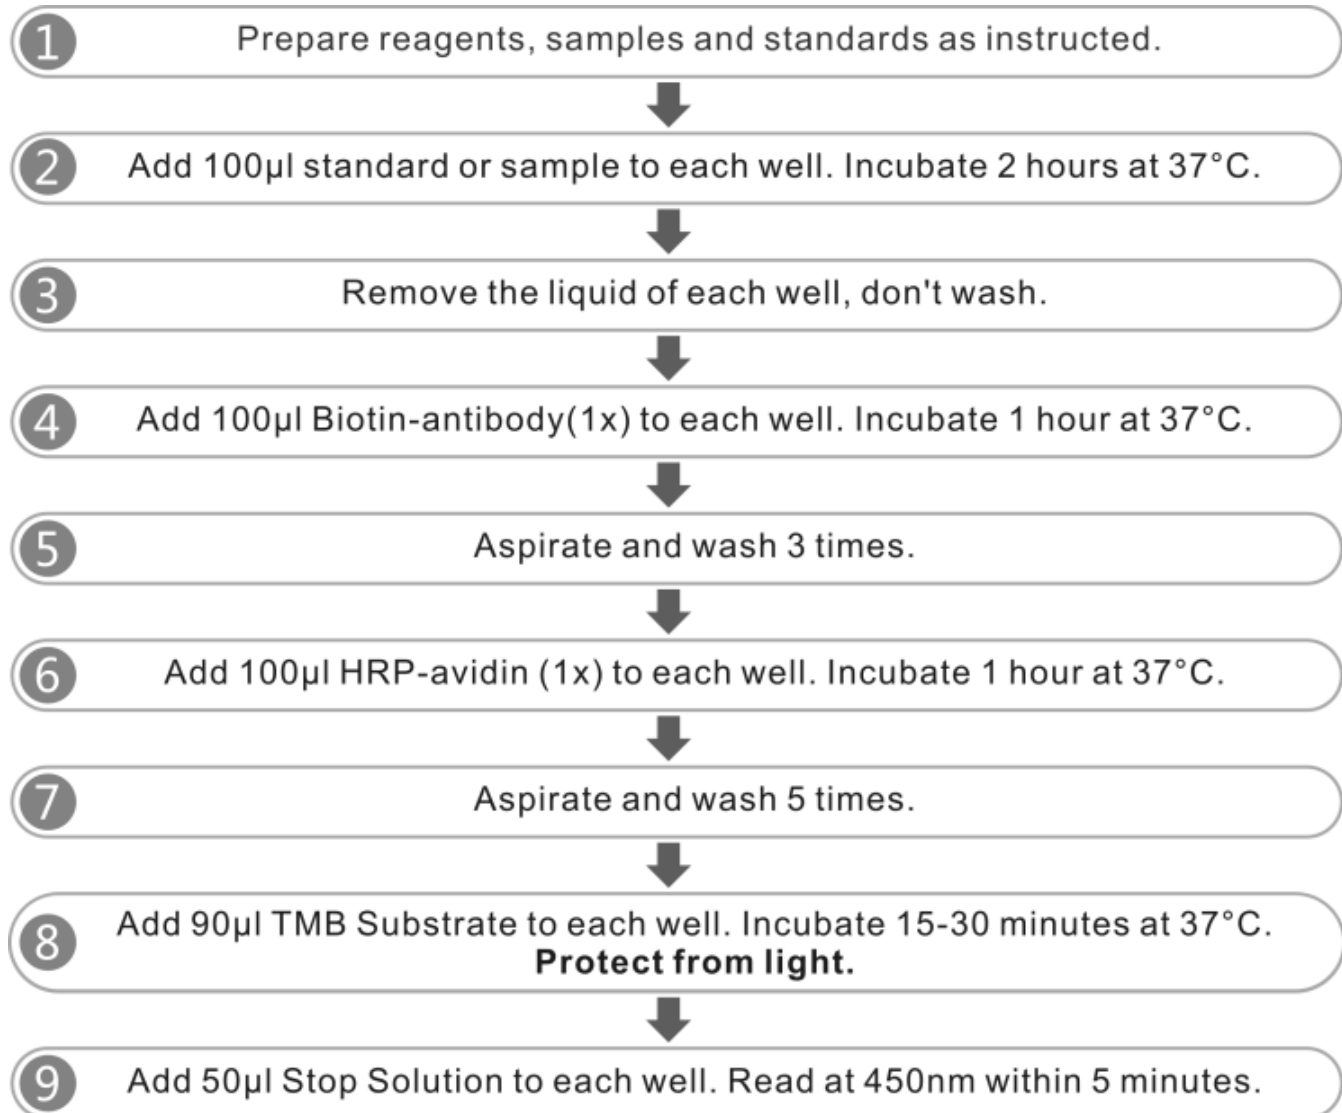 1 Prepare reagents, samples and standards as instructed.
2 Add 100µl standard or sample to each well. Incubate 2 hours at 37°C.
3 Remove the liquid of each well, don't wash.
4 Add 100µl Biotin-antibody(1x) to each well. Incubate 1 hour at 37°C.
5 Aspirate and wash 3 times.
6 Add 100µl HRP-avidin (1x) to each well. Incubate 1 hour at 37°C.
7 Aspirate and wash 5 times.
8 Add 90µl TMB Substrate to each well. Incubate 15-30 minutes at 37°C.
Protect from light.
9 Add 50µl Stop Solution to each well. Read at 450nm within 5 minutes.